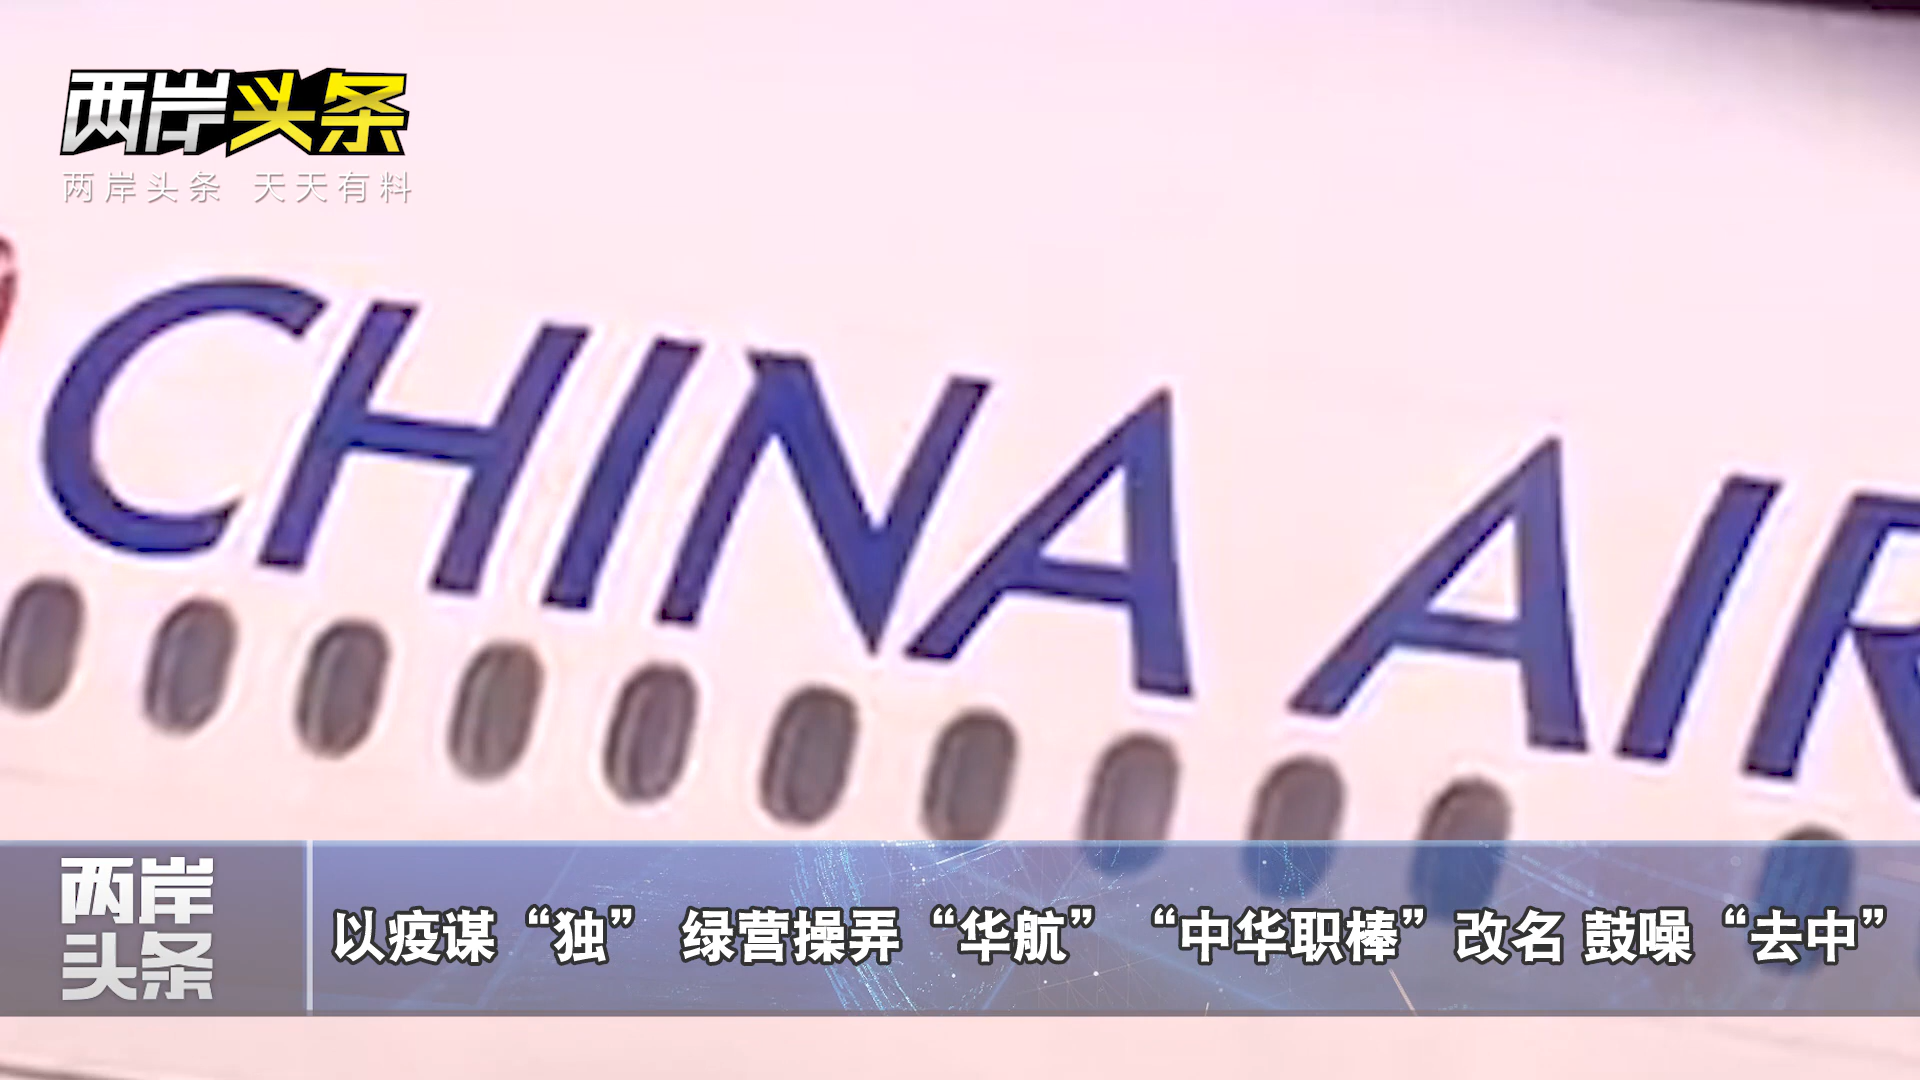 两岸头条
两岸头条 天天有料
CHINA AIR
两岸
头条
以疫谋“独” 绿营操弄“华航” “中华职棒”改名 鼓噪“去中”